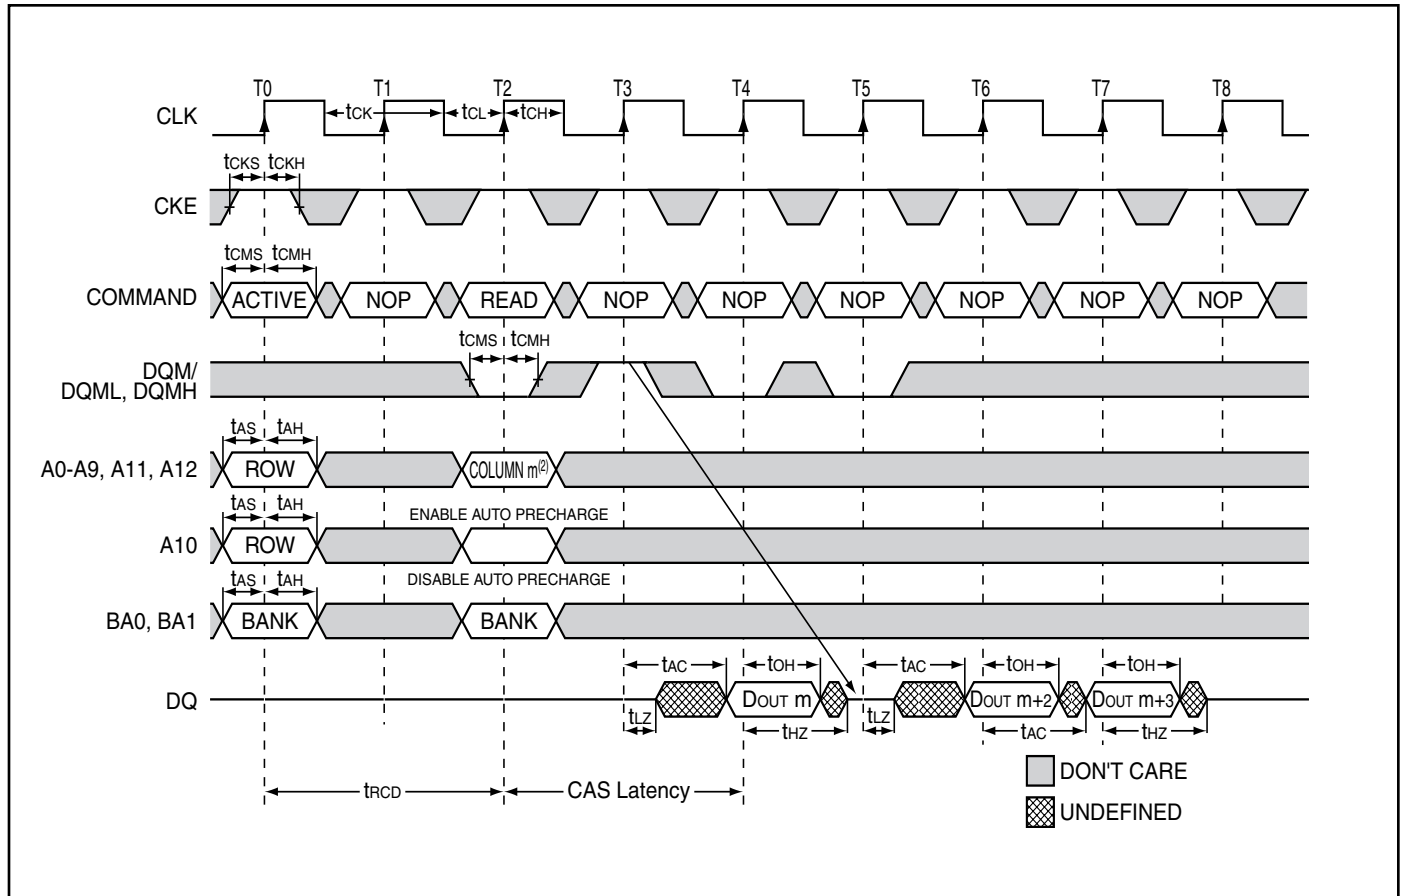 T0 T1 T2 T3 T4 T5 T6 T7 T8
CLK tCK tCL tCH
tCKS tCKH
CKE
tCMS tCMH
COMMAND ACTIVE NOP READ NOP NOP NOP NOP NOP NOP
tCMS tCMH
DQM/
DQML, DQMH
tAS tAH
A0-A9, A11, A12 ROW COLUMN m(2)
tAS tAH ENABLE AUTO PRECHARGE
A10 ROW
tAS tAH DISABLE AUTO PRECHARGE
BA0, BA1 BANK BANK
tAC tOH tAC tOH tOH
DQ DOUT m DOUT m+2 DOUT m+3
tLZ tHZ tLZ tAC tHZ
DON'T CARE
tRCD CAS Latency
UNDEFINED